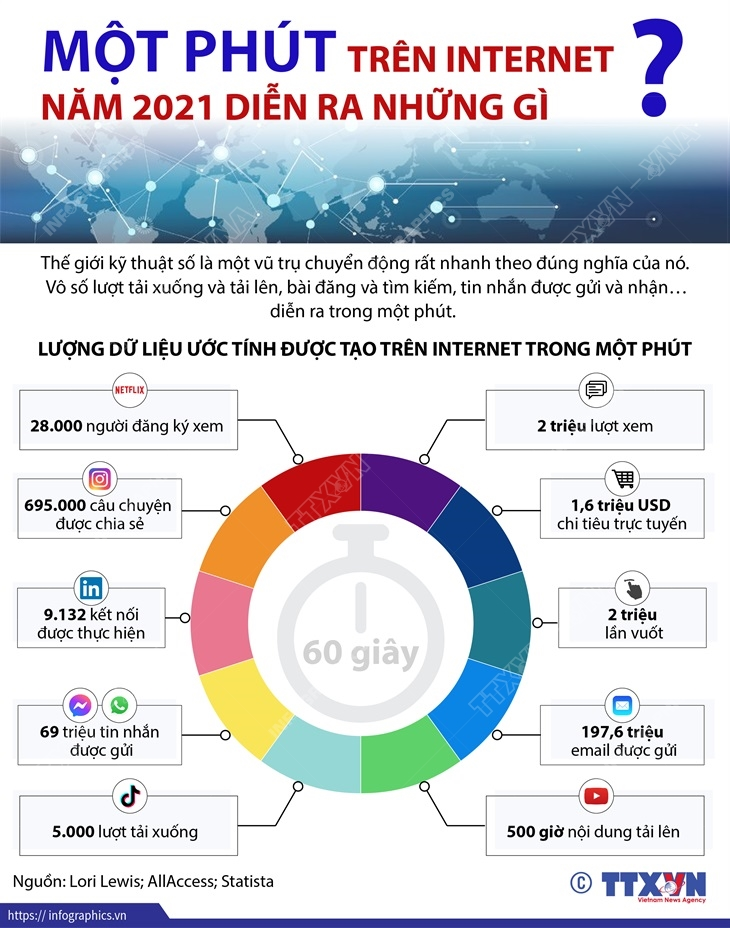 MỘT PHÚT TRÊN INTERNET
NĂM 2021 DIỄN RA NHỮNG GÌ ?
Thế giới kỹ thuật số là một vũ trụ chuyển động rất nhanh theo đúng nghĩa của nó.
Vô số lượt tải xuống và tải lên, bài đăng và tìm kiếm, tin nhắn được gửi và nhận…
diễn ra trong một phút.
LƯỢNG DỮ LIỆU ƯỚC TÍNH ĐƯỢC TẠO TRÊN INTERNET TRONG MỘT PHÚT
NETFLIX
28.000 người đăng ký xem
2 triệu lượt xem
695.000 câu chuyện
được chia sẻ
1,6 triệu USD
chi tiêu trực tuyến
in
9.132 kết nối
được thực hiện
2 triệu
lần vuốt
60 giây
69 triệu tin nhắn
được gửi
197,6 triệu
email được gửi
5.000 lượt tải xuống
500 giờ nội dung tải lên
Nguồn: Lori Lewis; AllAccess; Statista
© TTXVN
Vietnam News Agency
https:// infographics.vn